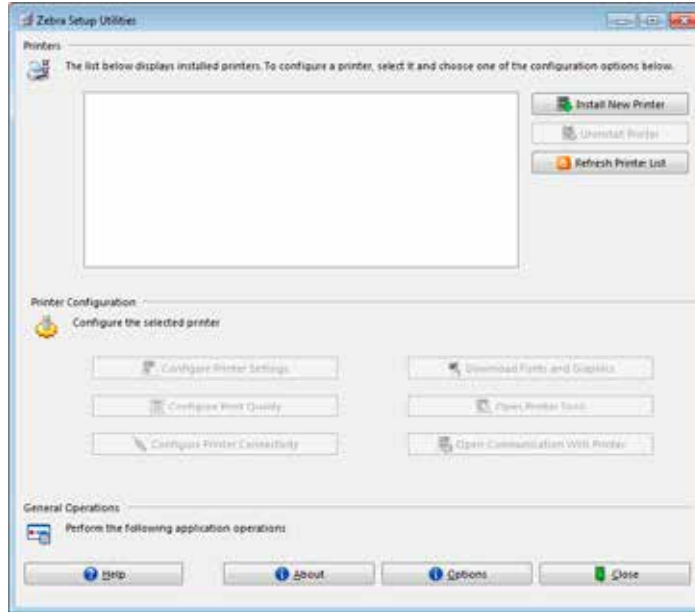 Zebra Setup Utilities
Printers
The list below displays installed printers. To configure a printer, select it and choose one of the configuration options below.
Install New Printer
Uninstall Printer
Refresh Printer List
Printer Configuration
Configure the selected printer
Configure Printer Settings
Download Fonts and Graphics
Configure Print Quality
Open Printer Tools
Configure Printer Connectivity
Open Communication With Printer
General Operations
Perform the following application operations
Help
About
Options
Close